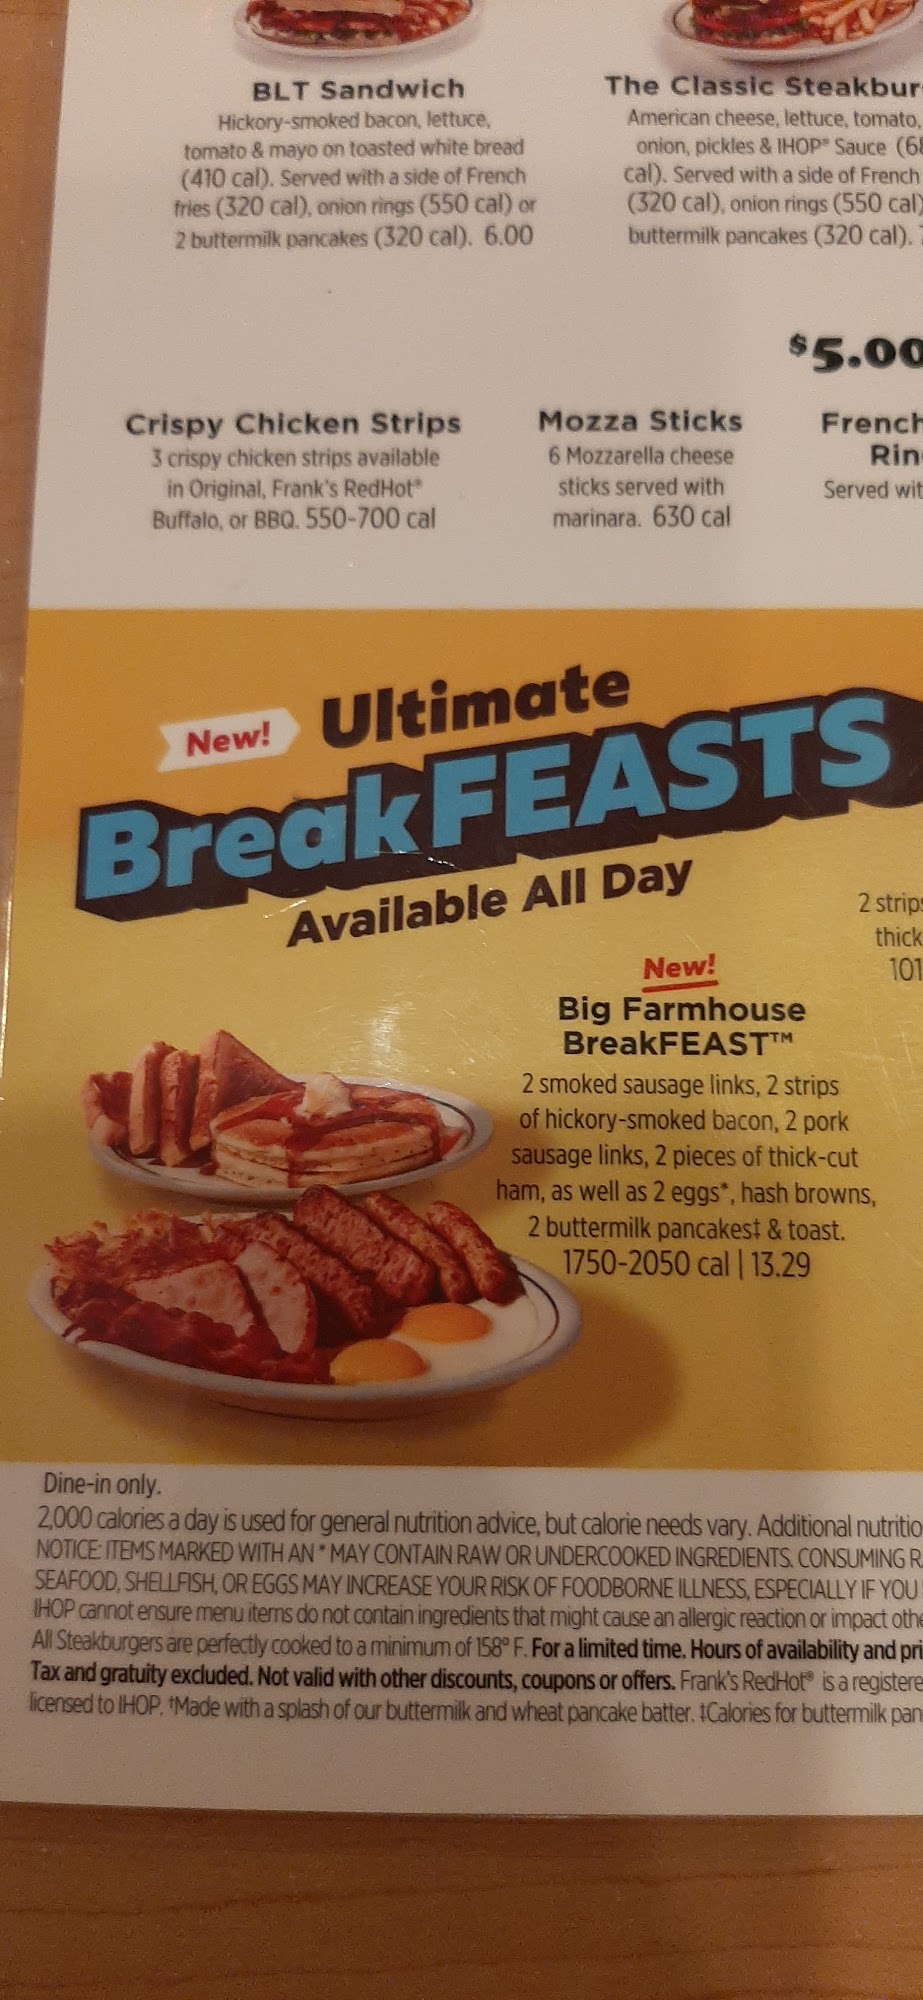 BLT Sandwich
Hickory-smoked bacon, lettuce,
tomato & mayo on toasted white bread
(410 cal). Served with a side of French
fries (320 cal), onion rings (550 cal) or
2 buttermilk pancakes (320 cal). 6.00
The Classic Steakbur
American cheese, lettuce, tomato,
onion, pickles & IHOP® Sauce (68
cal). Served with a side of French
(320 cal), onion rings (550 cal)
buttermilk pancakes (320 cal).
$5.00
Crispy Chicken Strips
3 crispy chicken strips available
in Original, Frank's RedHot®
Buffalo, or BBQ. 550-700 cal
Mozza Sticks
6 Mozzarella cheese
sticks served with
marinara. 630 cal
French
Rin
Served wit
New! Ultimate
BreakFEASTS
Available All Day
2 strips
thick
101
New!
Big Farmhouse
BreakFEAST™
2 smoked sausage links, 2 strips
of hickory-smoked bacon, 2 pork
sausage links, 2 pieces of thick-cut
ham, as well as 2 eggs*, hash browns,
2 buttermilk pancakes‡ & toast.
1750-2050 cal | 13.29
Dine-in only.
2,000 calories a day is used for general nutrition advice, but calorie needs vary. Additional nutritio
NOTICE: ITEMS MARKED WITH AN * MAY CONTAIN RAW OR UNDERCOOKED INGREDIENTS. CONSUMING R
SEAFOOD, SHELLFISH, OR EGGS MAY INCREASE YOUR RISK OF FOODBORNE ILLNESS, ESPECIALLY IF YOU
IHOP cannot ensure menu items do not contain ingredients that might cause an allergic reaction or impact othe
All Steakburgers are perfectly cooked to a minimum of 158° F. For a limited time. Hours of availability and pri
Tax and gratuity excluded. Not valid with other discounts, coupons or offers. Frank's RedHot® is a registere
licensed to IHOP. †Made with a splash of our buttermilk and wheat pancake batter. ‡Calories for buttermilk pan